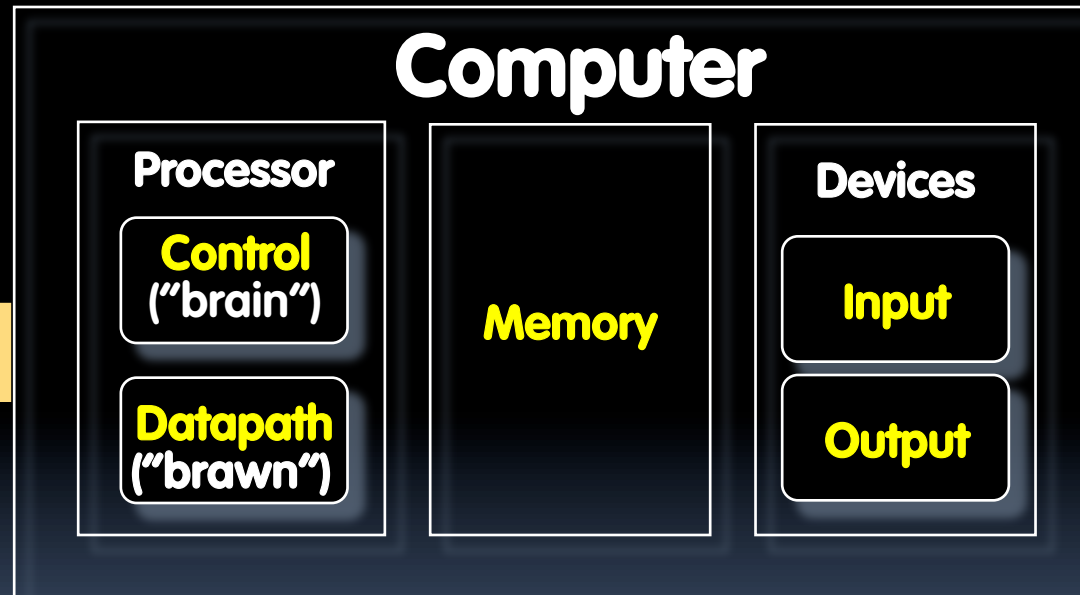 Computer
Processor
Control
("brain")
Datapath
("brawn")
Memory
Devices
Input
Output